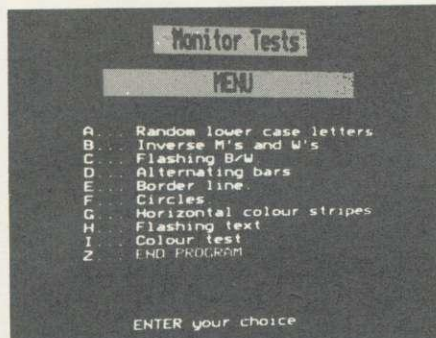 Monitor Tests
MENU
A... Random lower case letters
B... Inverse M's and W's
C... Flashing B/W
D... Alternating bars
E... Border line.
F... Circles
G... Horizontal colour stripes
H... Flashing text
I... Colour test
Z... END PROGRAM
ENTER your choice